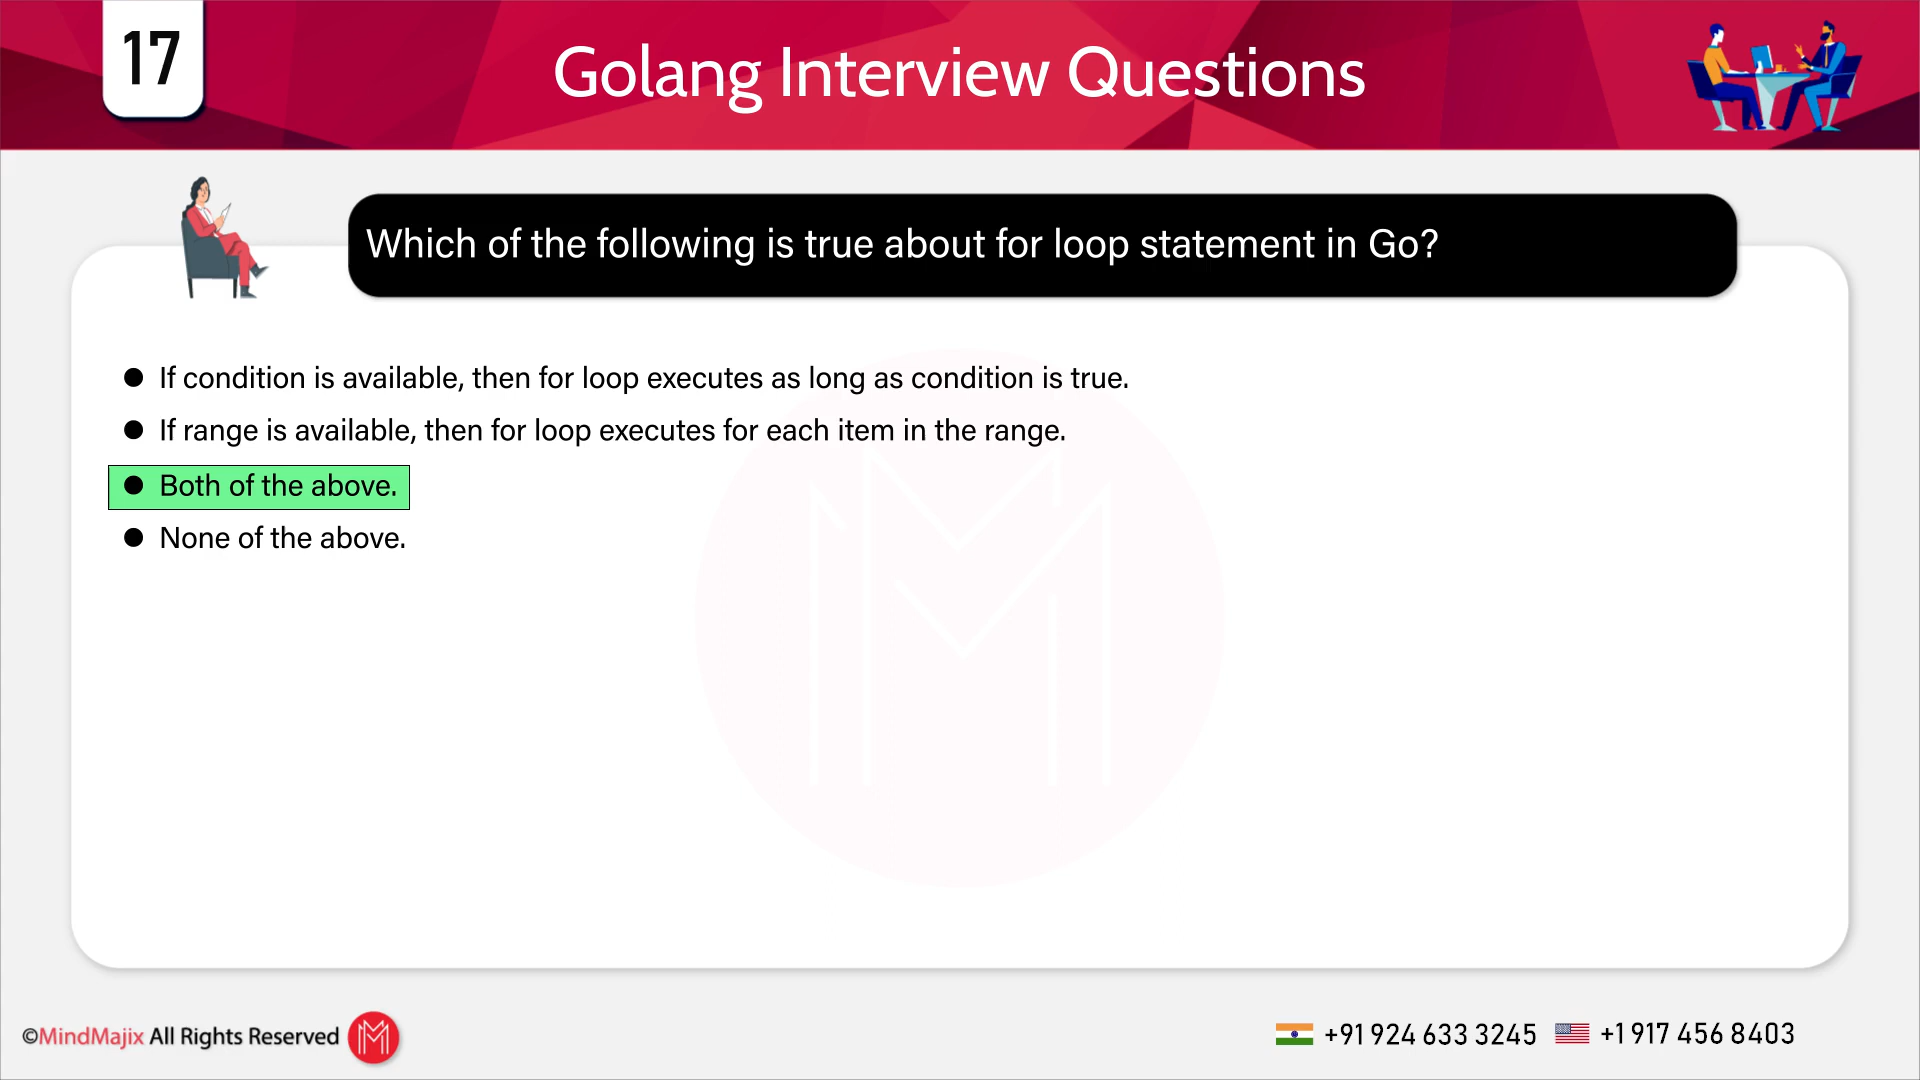 17
Golang Interview Questions
Which of the following is true about for loop statement in Go?
● If condition is available, then for loop executes as long as condition is true.
● If range is available, then for loop executes for each item in the range.
● Both of the above.
● None of the above.
©MindMajix All Rights Reserved
+91 924 633 3245
+1 917 456 8403